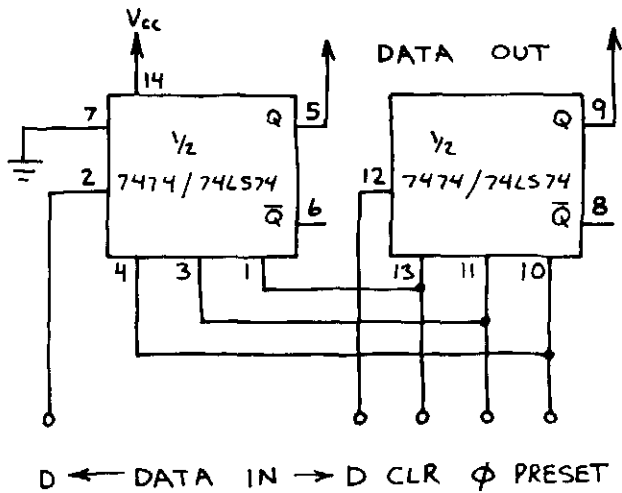 Vcc
14
DATA OUT
7 Q 5 Q 9
1/2 1/2
2 7474/74LS74 12 7474/74LS74
Q̅ 6 Q̅ 8
4 3 1 13 11 10
D ← DATA IN → D CLR ϕ PRESET